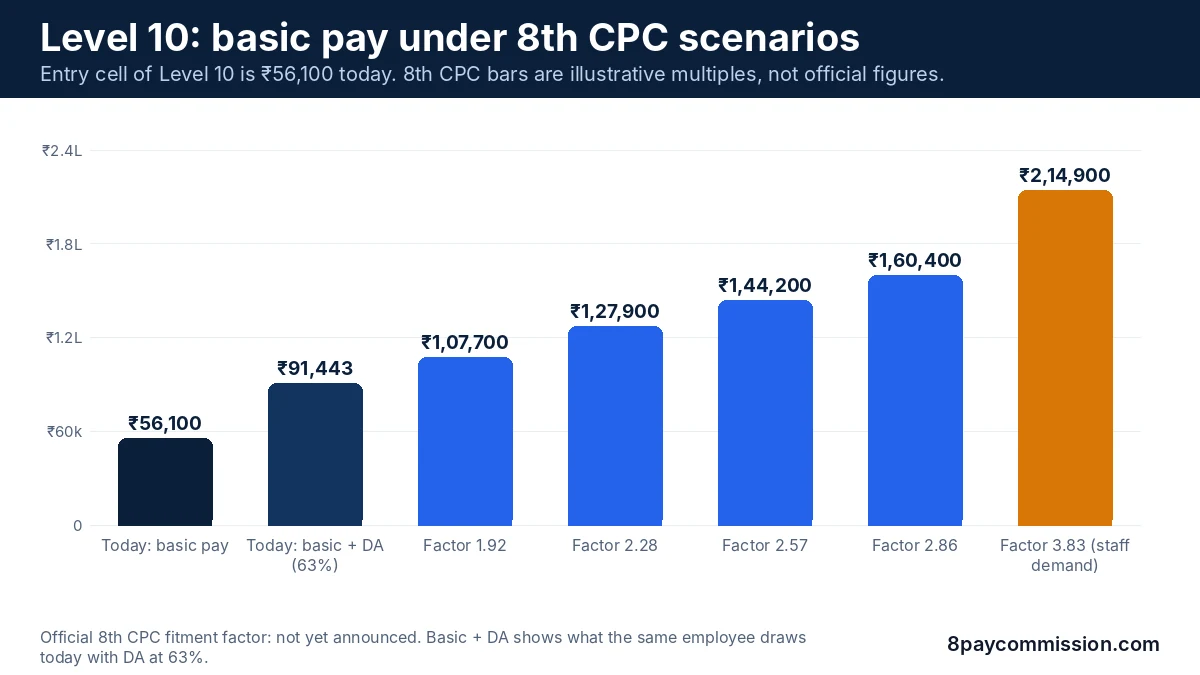 Level 10: basic pay under 8th CPC scenarios
Entry cell of Level 10 is ₹56,100 today. 8th CPC bars are illustrative multiples, not official figures.
₹2.4L
₹1.8L
₹1.2L
₹60k
0
₹56,100
₹91,443
₹1,07,700
₹1,27,900
₹1,44,200
₹1,60,400
₹2,14,900
Today: basic pay
Today: basic + DA
(63%)
Factor 1.92
Factor 2.28
Factor 2.57
Factor 2.86
Factor 3.83 (staff
demand)
Official 8th CPC fitment factor: not yet announced. Basic + DA shows what the same employee draws
today with DA at 63%.
8paycommission.com